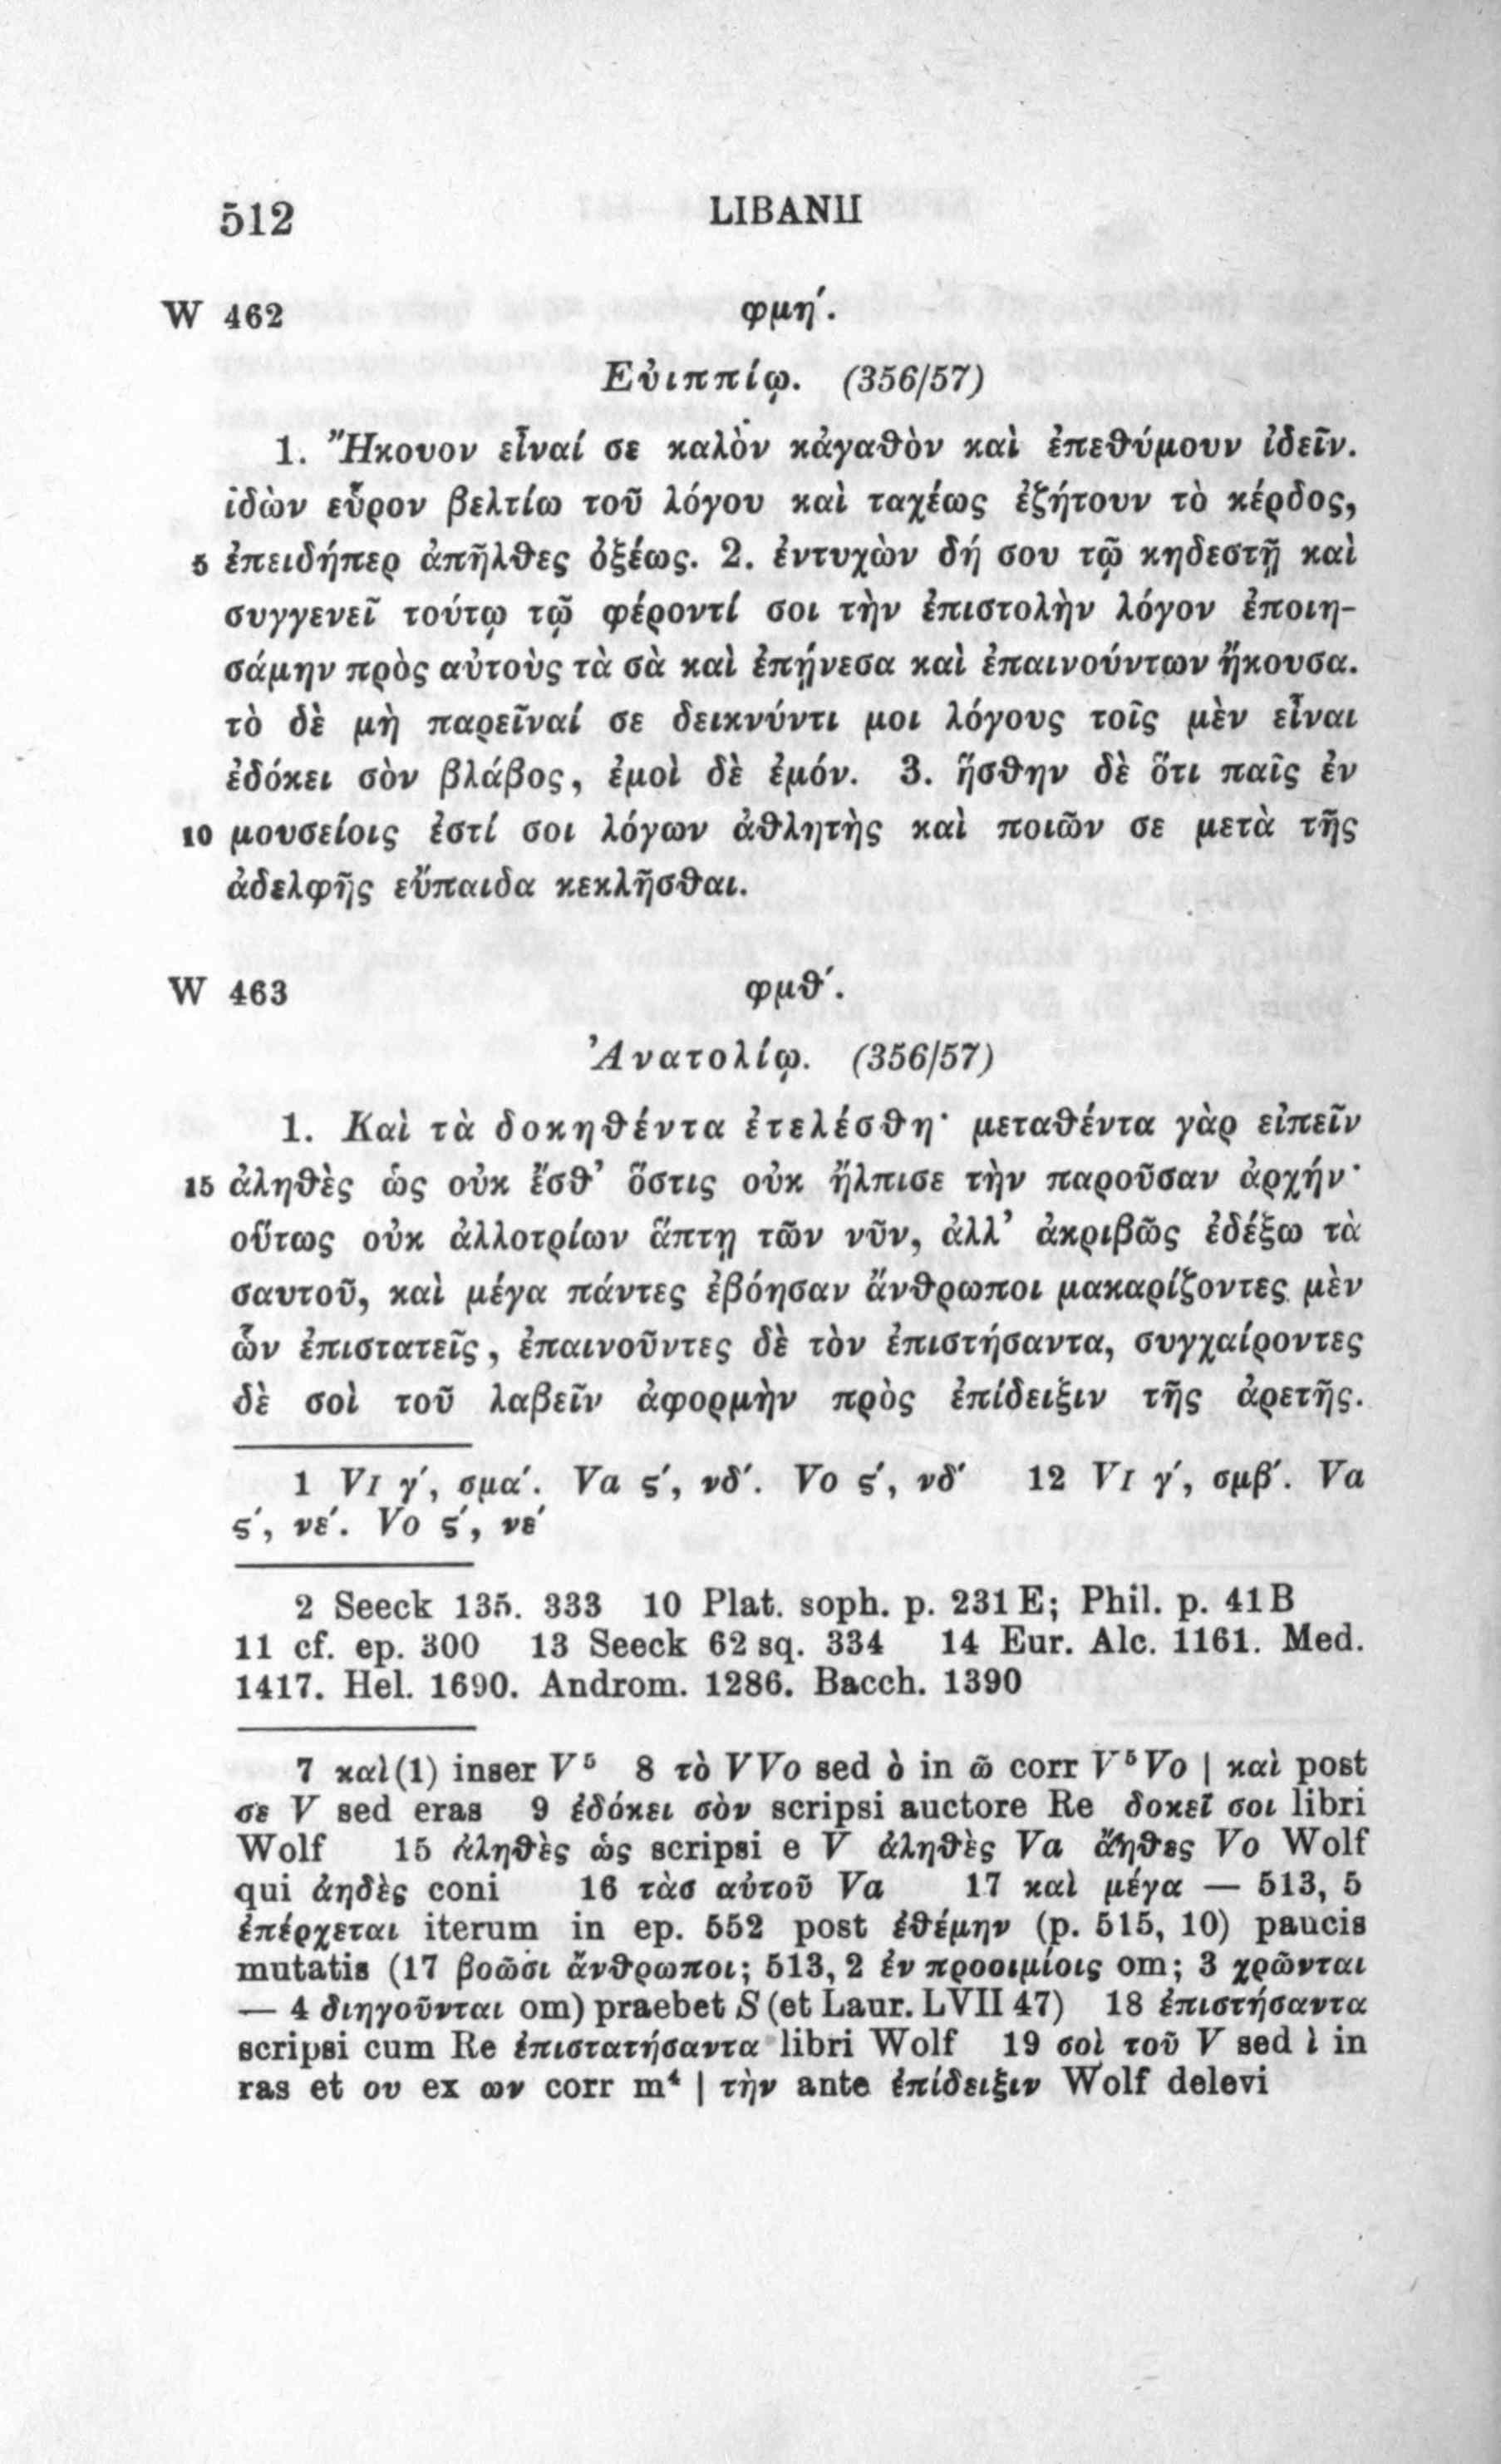 512 LIBANII
W 462 φμη΄.
Εὐιππίῳ. (356/57)
1. Ἤκουον εἶναί σε καλὸν κἀγαθὸν καὶ ἐπεθύμουν ἰδεῖν.
ἰδὼν εὗρον βελτίω τοῦ λόγου καὶ ταχέως ἐζήτουν τὸ κέρδος,
5 ἐπειδήπερ ἀπῆλθες ὀξέως. 2. ἐντυχὼν δή σου τῷ κηδεστῇ καὶ
συγγενεῖ τούτῳ τῷ φέροντί σοι τὴν ἐπιστολὴν λόγον ἐποιη-
σάμην πρὸς αὐτοὺς τὰ σὰ καὶ ἐπῄνεσα καὶ ἐπαινούντων ἤκουσα.
τὸ δὲ μὴ παρεῖναί σε δεικνύντι μοι λόγους τοῖς μὲν εἶναι
ἐδόκει σὸν βλάβος, ἐμοὶ δὲ ἐμόν. 3. ἥσθην δὲ ὅτι παῖς ἐν
10 μουσείοις ἐστί σοι λόγων ἀθλητὴς καὶ ποιῶν σε μετὰ τῆς
ἀδελφῆς εὔπαιδα κεκλῆσθαι.
W 463 φμθ΄.
Ἀνατολίῳ. (356/57)
1. Καὶ τὰ δοκηθέντα ἐτελέσθη· μεταθέντα γὰρ εἰπεῖν
15 ἀληθὲς ὡς οὐκ ἔσθ’ ὅστις οὐκ ἤλπισε τὴν παροῦσαν ἀρχήν·
οὕτως οὐκ ἀλλοτρίων ἅπτῃ τῶν νῦν, ἀλλ’ ἀκριβῶς ἐδέξω τὰ
σαυτοῦ, καὶ μέγα πάντες ἐβόησαν ἄνθρωποι μακαρίζοντες μὲν
ὧν ἐπιστατεῖς, ἐπαινοῦντες δὲ τὸν ἐπιστήσαντα, συγχαίροντες
δὲ σοὶ τοῦ λαβεῖν ἀφορμὴν πρὸς ἐπίδειξιν τῆς ἀρετῆς.
1 VI γ΄, σμα΄. Va ϛ΄, νδ΄. Vo ϛ΄, νδ΄ 12 VI γ΄, σμβ΄. Va
ϛ΄, νε΄. Vo ϛ΄, νε΄
2 Seeck 135. 333 10 Plat. soph. p. 231 E; Phil. p. 41 B
11 cf. ep. 300 13 Seeck 62 sq. 334 14 Eur. Alc. 1161. Med.
1417. Hel. 1690. Androm. 1286. Bacch. 1390
7 καὶ(1) inser V⁵ 8 τὸ VVo sed ὸ in ῶ corr V⁵Vo | καὶ post
σε V sed eras 9 ἐδόκει σὸν scripsi auctore Re δοκεῖ σοι libri
Wolf 15 ἀληθὲς ὡς scripsi e V ἀληθὲς Va ἄηθες Vo Wolf
qui ἀηδὲς coni 16 τὰσ αὐτοῦ Va 17 καὶ μέγα — 513, 5
ἐπέρχεται iterum in ep. 552 post ἐθέμην (p. 515, 10) paucis
mutatis (17 βοῶσι ἄνθρωποι; 513, 2 ἐν προοιμίοις om; 3 χρῶνται
— 4 διηγοῦνται om) praebet S (et Laur. LVII 47) 18 ἐπιστήσαντα
scripsi cum Re ἐπιστατήσαντα libri Wolf 19 σοὶ τοῦ V sed ὶ in
ras et ου ex ων corr m⁴ | τὴν ante ἐπίδειξιν Wolf delevi